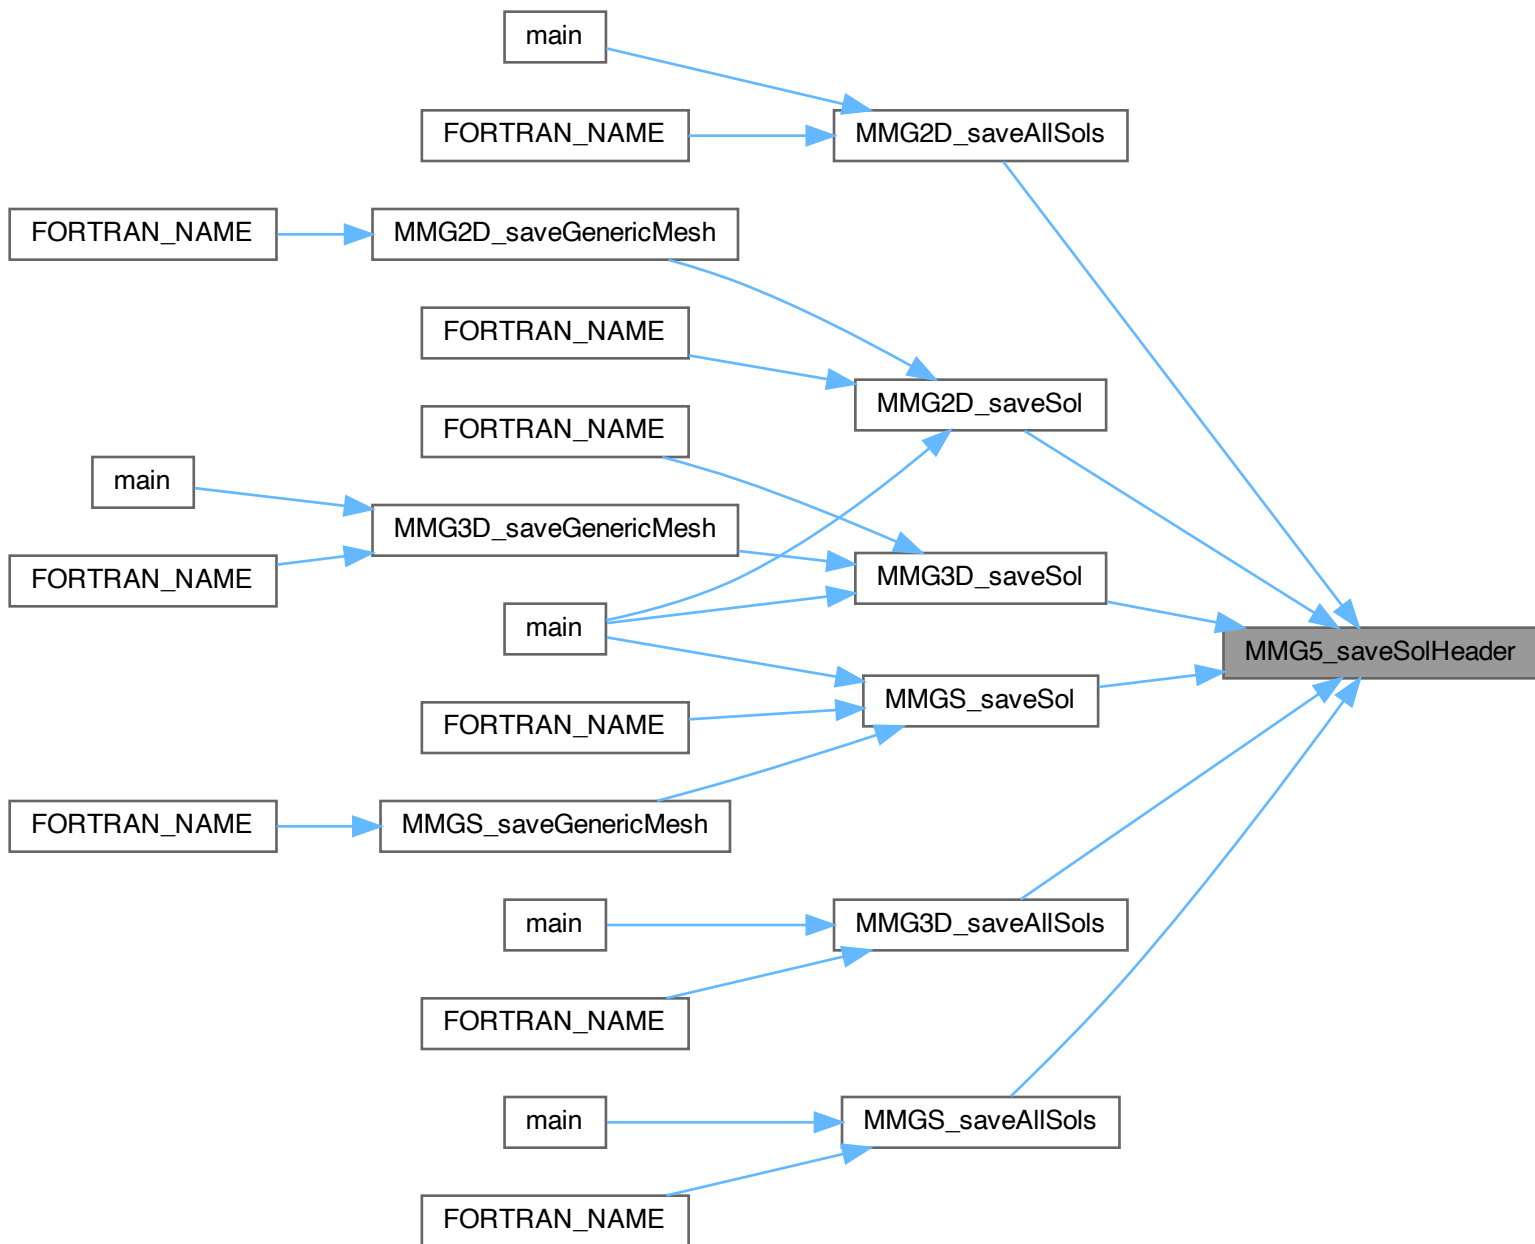 main
FORTRAN_NAME
MMG2D_saveAllSols
FORTRAN_NAME
MMG2D_saveGenericMesh
FORTRAN_NAME
MMG2D_saveSol
FORTRAN_NAME
main
MMG3D_saveGenericMesh
FORTRAN_NAME
MMG3D_saveSol
main
MMG5_saveSolHeader
MMGS_saveSol
FORTRAN_NAME
FORTRAN_NAME
MMGS_saveGenericMesh
main
MMG3D_saveAllSols
FORTRAN_NAME
main
MMGS_saveAllSols
FORTRAN_NAME